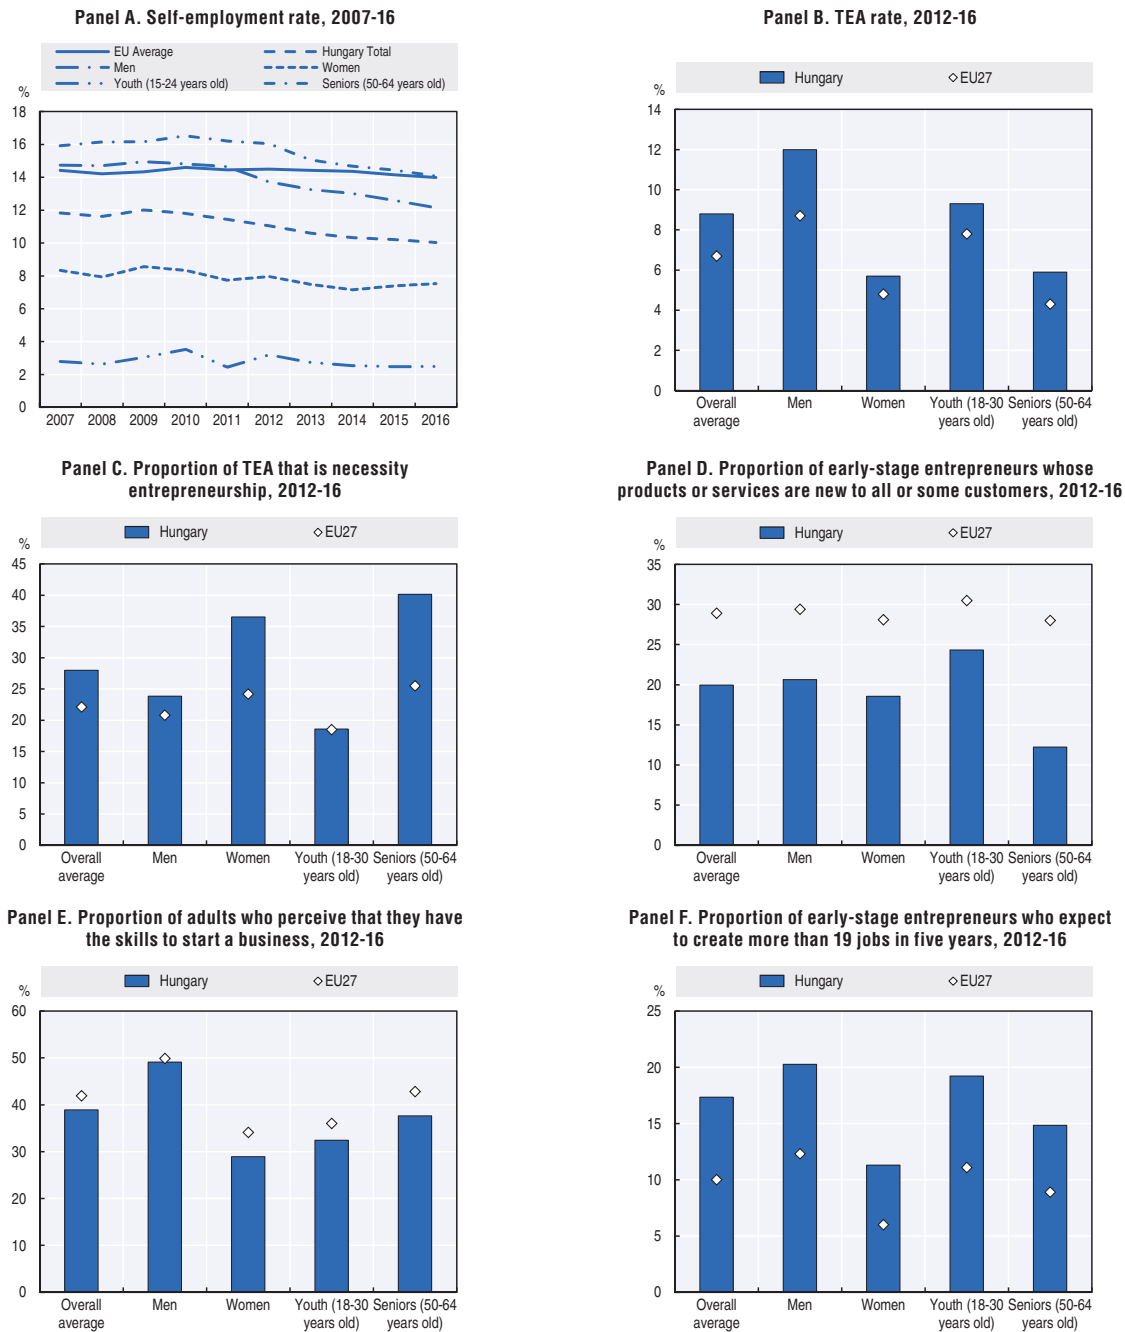 Panel A. Self-employment rate, 2007-16
EU Average
Hungary Total
Men
Women
Youth (15-24 years old)
Seniors (50-64 years old)
%
18
16
14
12
10
8
6
4
2
0
2007 2008 2009 2010 2011 2012 2013 2014 2015 2016
Panel B. TEA rate, 2012-16
Hungary
EU27
%
14
12
10
8
6
4
2
0
Overall average
Men
Women
Youth (18-30 years old)
Seniors (50-64 years old)
Panel C. Proportion of TEA that is necessity
entrepreneurship, 2012-16
Hungary
EU27
%
45
40
35
30
25
20
15
10
5
0
Overall average
Men
Women
Youth (18-30 years old)
Seniors (50-64 years old)
Panel D. Proportion of early-stage entrepreneurs whose
products or services are new to all or some customers, 2012-16
Hungary
EU27
%
35
30
25
20
15
10
5
0
Overall average
Men
Women
Youth (18-30 years old)
Seniors (50-64 years old)
Panel E. Proportion of adults who perceive that they have
the skills to start a business, 2012-16
Hungary
EU27
%
60
50
40
30
20
10
0
Overall average
Men
Women
Youth (18-30 years old)
Seniors (50-64 years old)
Panel F. Proportion of early-stage entrepreneurs who expect
to create more than 19 jobs in five years, 2012-16
Hungary
EU27
%
25
20
15
10
5
0
Overall average
Men
Women
Youth (18-30 years old)
Seniors (50-64 years old)